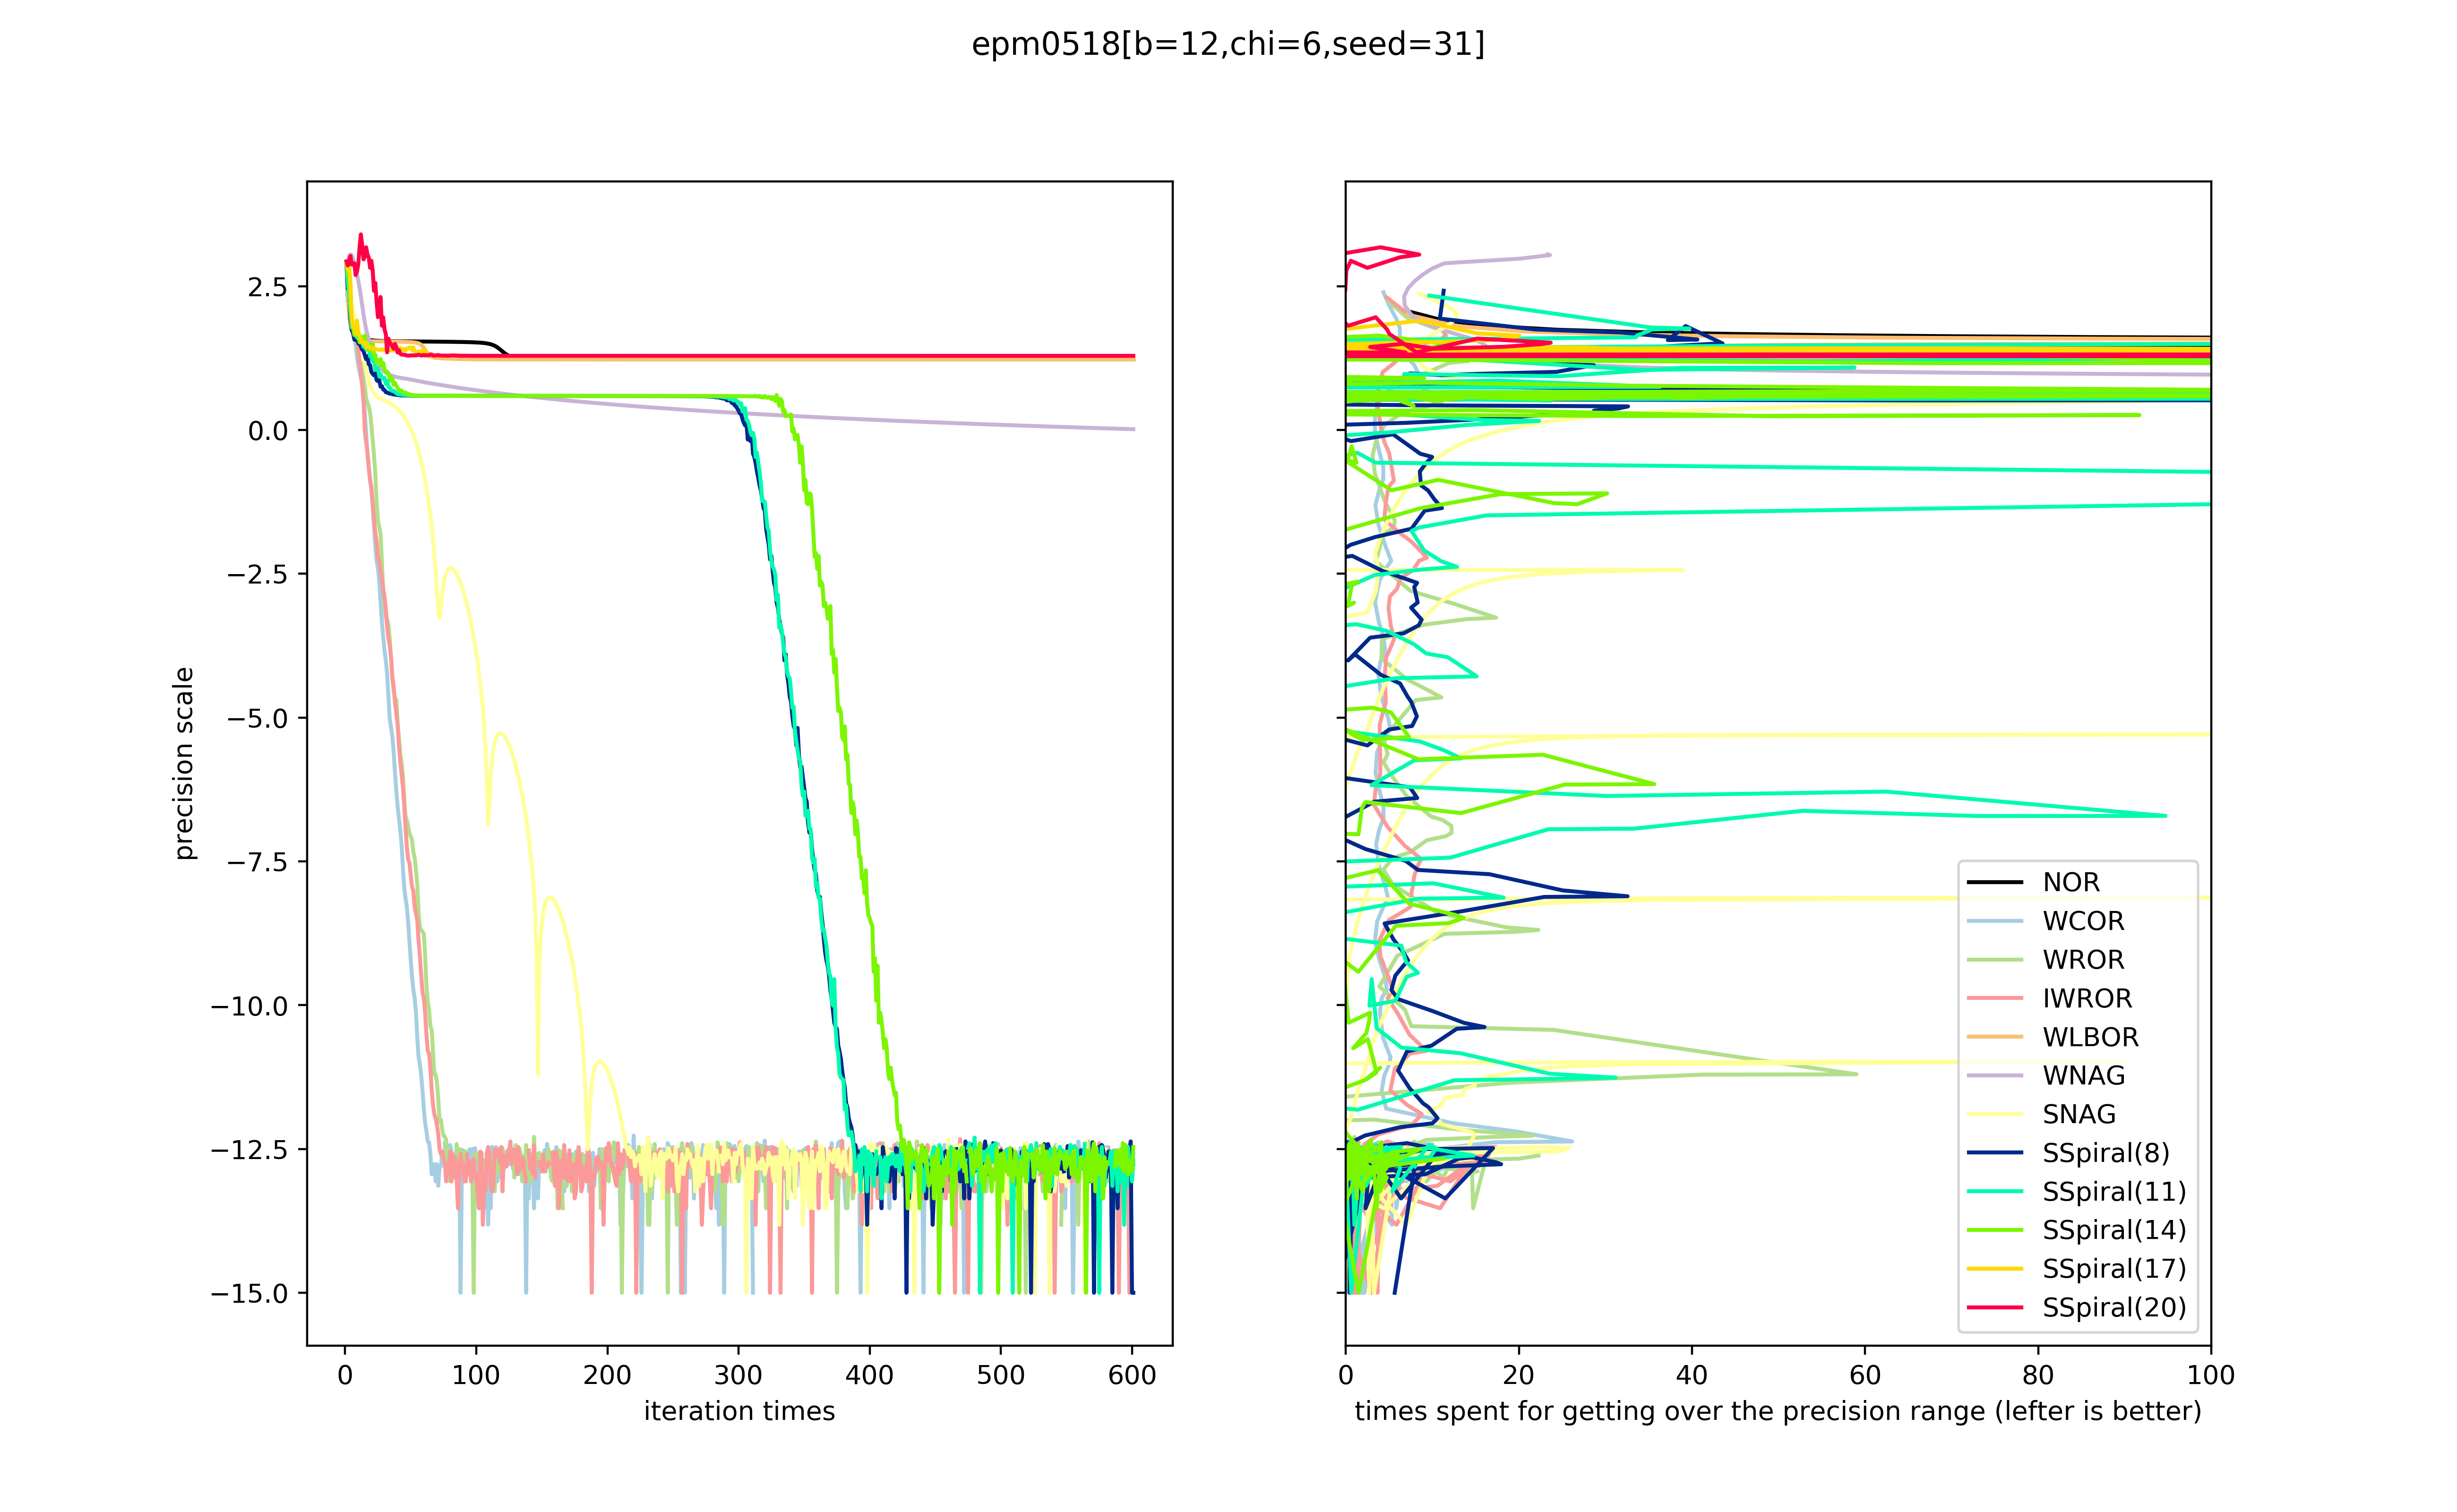 epm0518[b=12,chi=6,seed=31]
precision scale
2.5
0.0
−2.5
−5.0
−7.5
−10.0
−12.5
−15.0
0 100 200 300 400 500 600
iteration times
NOR
WCOR
WROR
IWROR
WLBOR
WNAG
SNAG
SSpiral(8)
SSpiral(11)
SSpiral(14)
SSpiral(17)
SSpiral(20)
0 20 40 60 80 100
times spent for getting over the precision range (lefter is better)